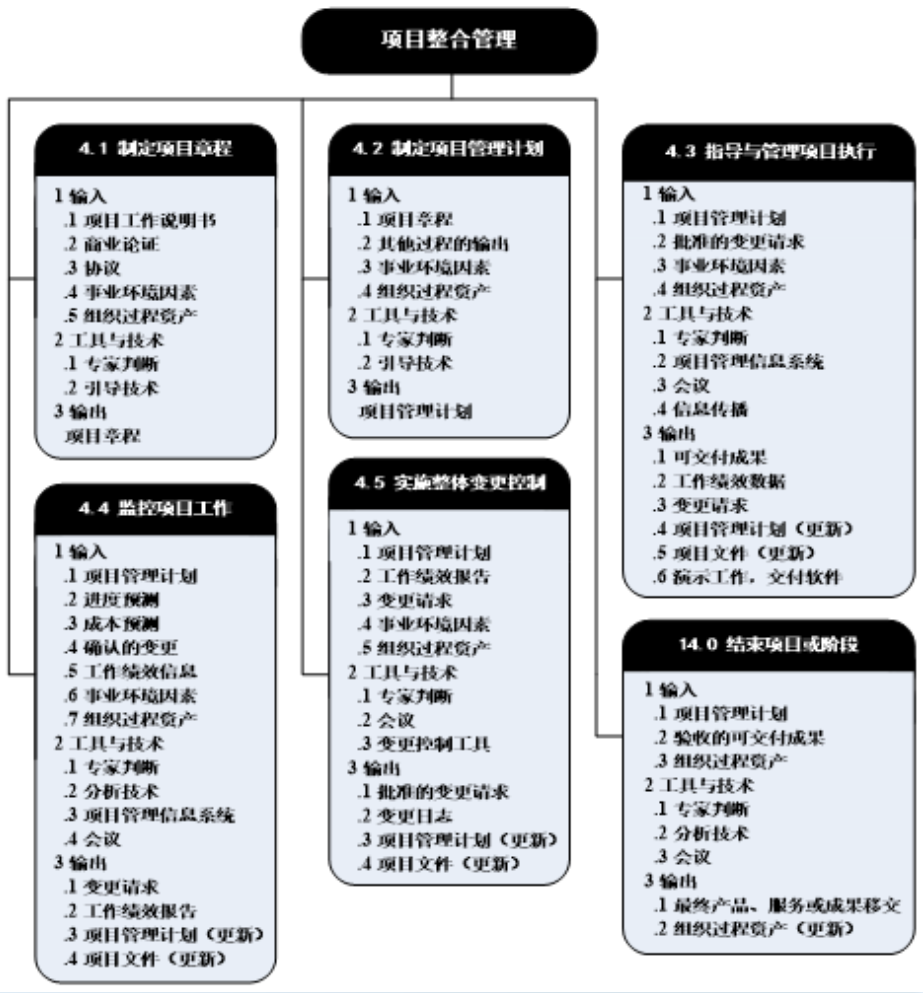 项目整合管理
4.1 制定项目章程
1 输入
.1 项目工作说明书
.2 商业论证
.3 协议
.4 事业环境因素
.5 组织过程资产
2 工具与技术
.1 专家判断
.2 引导技术
3 输出
项目章程
4.2 制定项目管理计划
1 输入
.1 项目章程
.2 其他过程的输出
.3 事业环境因素
.4 组织过程资产
2 工具与技术
.1 专家判断
.2 引导技术
3 输出
项目管理计划
4.3 指导与管理项目执行
1 输入
.1 项目管理计划
.2 批准的变更请求
.3 事业环境因素
.4 组织过程资产
2 工具与技术
.1 专家判断
.2 项目管理信息系统
.3 会议
.4 信息传播
3 输出
.1 可交付成果
.2 工作绩效数据
.3 变更请求
.4 项目管理计划（更新）
.5 项目文件（更新）
.6 演示工作，交付软件
4.4 监控项目工作
1 输入
.1 项目管理计划
.2 进度预测
.3 成本预测
.4 确认的变更
.5 工作绩效信息
.6 事业环境因素
.7 组织过程资产
2 工具与技术
.1 专家判断
.2 分析技术
.3 项目管理信息系统
.4 会议
3 输出
.1 变更请求
.2 工作绩效报告
.3 项目管理计划（更新）
.4 项目文件（更新）
4.5 实施整体变更控制
1 输入
.1 项目管理计划
.2 工作绩效报告
.3 变更请求
.4 事业环境因素
.5 组织过程资产
2 工具与技术
.1 专家判断
.2 会议
.3 变更控制工具
3 输出
.1 批准的变更请求
.2 变更日志
.3 项目管理计划（更新）
.4 项目文件（更新）
14.0 结束项目或阶段
1 输入
.1 项目管理计划
.2 验收的可交付成果
.3 组织过程资产
2 工具与技术
.1 专家判断
.2 分析技术
.3 会议
3 输出
.1 最终产品、服务或成果移交
.2 组织过程资产（更新）